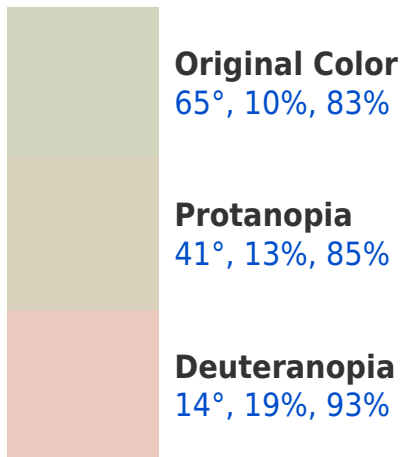 Original Color
65°, 10%, 83%
Protanopia
41°, 13%, 85%
Deuteranopia
14°, 19%, 93%